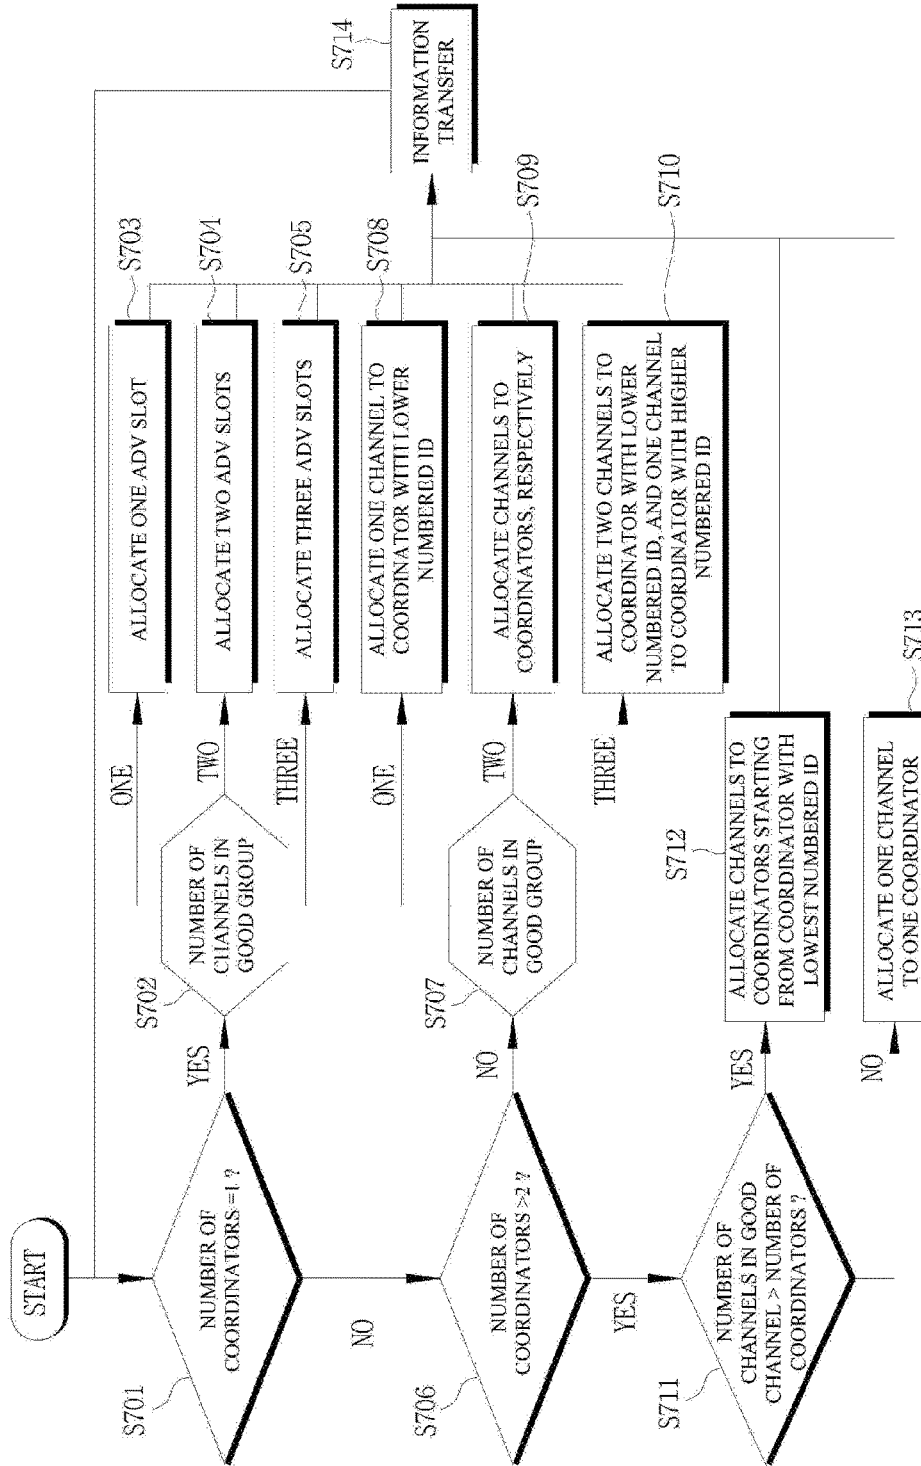 START
S701
NUMBER OF
COORDINATORS =1 ?
YES
NO
S702
NUMBER OF
CHANNELS IN
GOOD GROUP
ONE
TWO
THREE
ALLOCATE ONE ADV SLOT
S703
ALLOCATE TWO ADV SLOTS
S704
ALLOCATE THREE ADV SLOTS
S705
S706
NUMBER OF
COORDINATORS >2 ?
NO
YES
S707
NUMBER OF
CHANNELS IN
GOOD GROUP
ONE
TWO
THREE
ALLOCATE ONE CHANNEL TO
COORDINATOR WITH LOWER
NUMBERED ID
S708
ALLOCATE CHANNELS TO
COORDINATORS, RESPECTIVELY
S709
ALLOCATE TWO CHANNELS TO
COORDINATOR WITH LOWER
NUMBERED ID, AND ONE CHANNEL
TO COORDINATOR WITH HIGHER
NUMBERED ID
S710
S711
NUMBER OF
CHANNELS IN GOOD
CHANNEL > NUMBER OF
COORDINATORS ?
YES
NO
S712
ALLOCATE CHANNELS TO
COORDINATORS STARTING
FROM COORDINATOR WITH
LOWEST NUMBERED ID
S713
ALLOCATE ONE CHANNEL
TO ONE COORDINATOR
S714
INFORMATION
TRANSFER